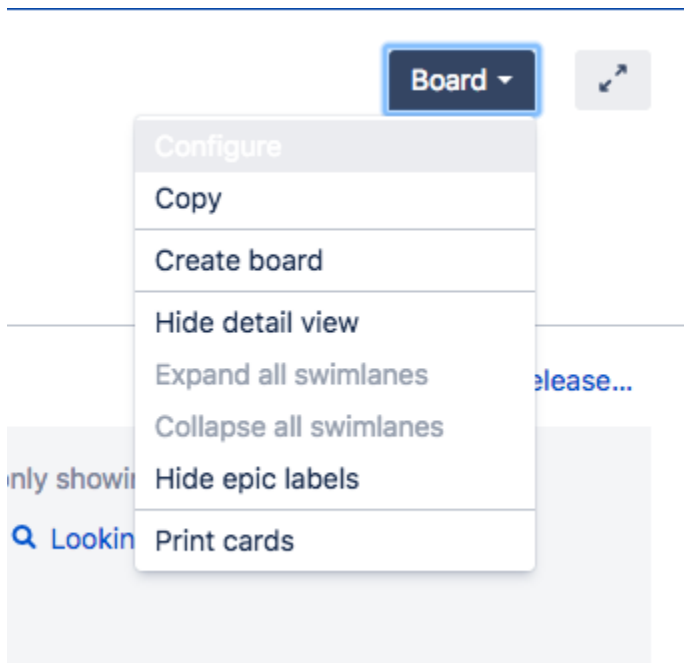 Board
Configure
Copy
Create board
Hide detail view
Expand all swimlanes
elease...
Collapse all swimlanes
only showi
Hide epic labels
Lookin
Print cards